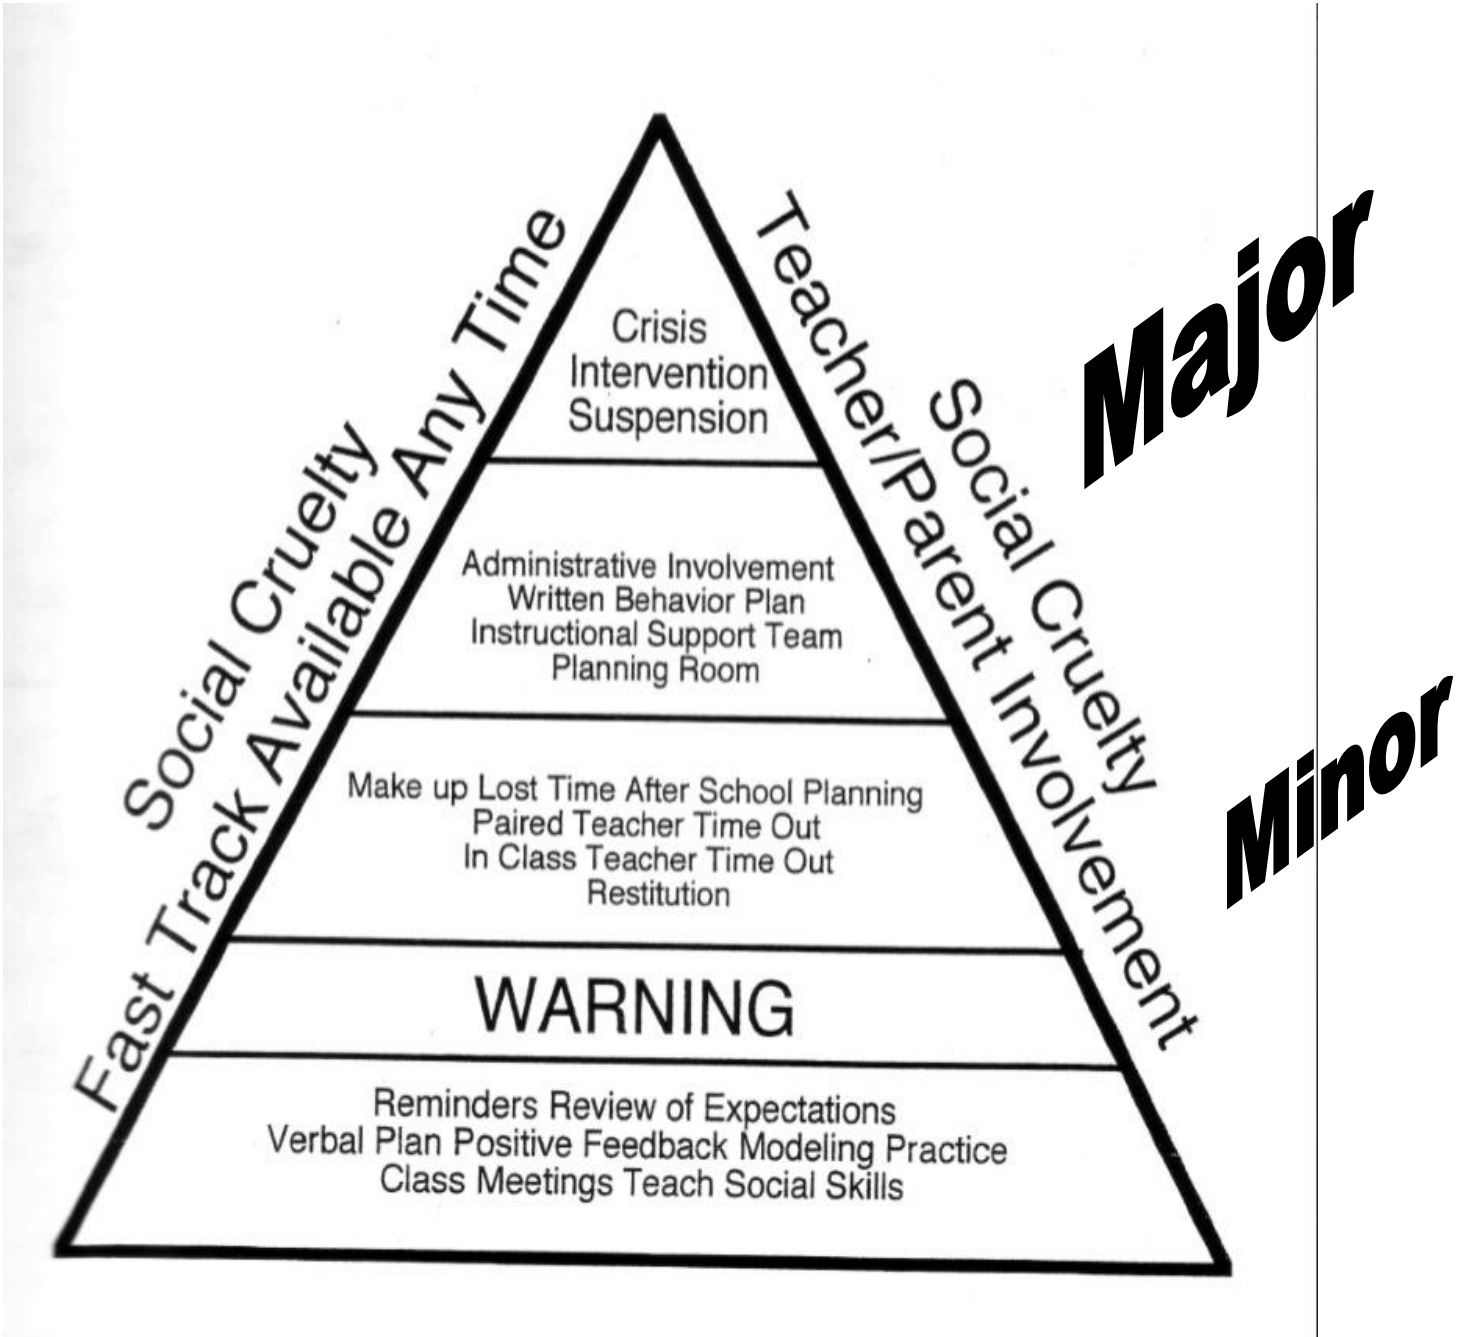 Social Cruelty
Fast Track Available Any Time
Teacher/Parent Involvement
Social Cruelty
Major
Minor
Crisis
Intervention
Suspension
Administrative Involvement
Written Behavior Plan
Instructional Support Team
Planning Room
Make up Lost Time After School Planning
Paired Teacher Time Out
In Class Teacher Time Out
Restitution
WARNING
Reminders Review of Expectations
Verbal Plan Positive Feedback Modeling Practice
Class Meetings Teach Social Skills